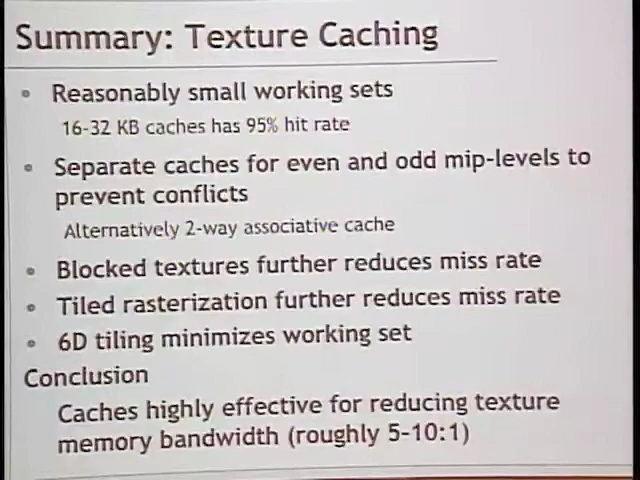 Summary: Texture Caching
Reasonably small working sets
16-32 KB caches has 95% hit rate
Separate caches for even and odd mip-levels to
prevent conflicts
Alternatively 2-way associative cache
Blocked textures further reduces miss rate
Tiled rasterization further reduces miss rate
6D tiling minimizes working set
Conclusion
Caches highly effective for reducing texture
memory bandwidth (roughly 5-10:1)